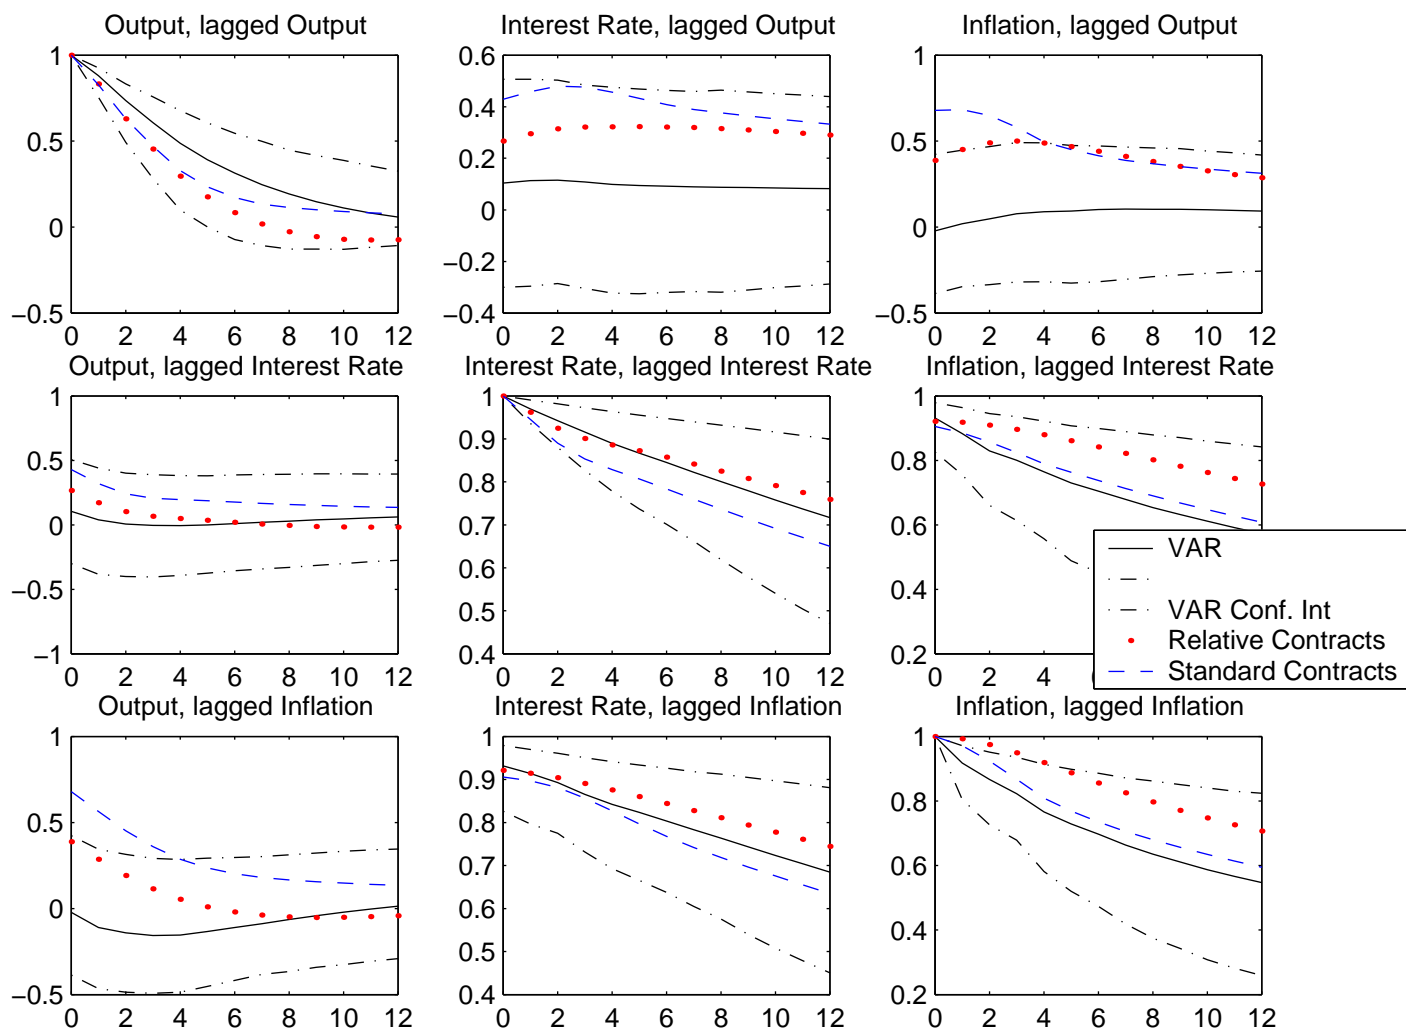 Output, lagged Output
Interest Rate, lagged Output
Inflation, lagged Output
1
0.5
0
−0.5
0 2 4 6 8 10 12
0.6
0.4
0.2
0
−0.2
−0.4
0 2 4 6 8 10 12
1
0.5
0
−0.5
0 2 4 6 8 10 12
Output, lagged Interest Rate
Interest Rate, lagged Interest Rate
Inflation, lagged Interest Rate
1
0.5
0
−0.5
−1
0 2 4 6 8 10 12
1
0.9
0.8
0.7
0.6
0.5
0.4
0 2 4 6 8 10 12
1
0.8
0.6
0.4
0.2
0 2 4 6 8 10 12
VAR
VAR Conf. Int
Relative Contracts
Standard Contracts
Output, lagged Inflation
Interest Rate, lagged Inflation
Inflation, lagged Inflation
1
0.5
0
−0.5
0 2 4 6 8 10 12
1
0.9
0.8
0.7
0.6
0.5
0.4
0 2 4 6 8 10 12
1
0.8
0.6
0.4
0.2
0 2 4 6 8 10 12